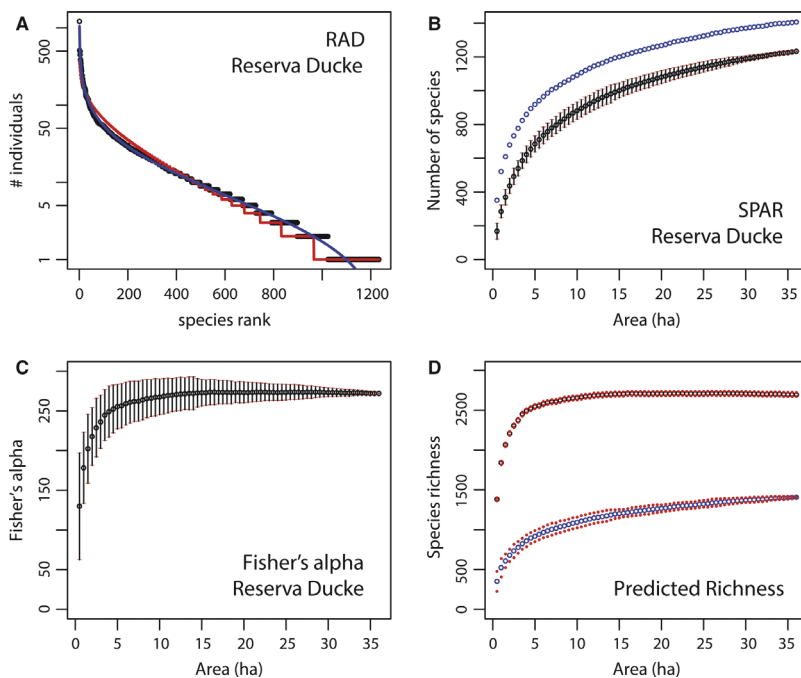 A
RAD
Reserva Ducke
# individuals
500
50
5
1
0 200 400 600 800 1200
species rank
B
Number of species
1200
800
400
0
SPAR
Reserva Ducke
0 5 10 15 20 25 30 35
Area (ha)
C
Fisher's alpha
250
150
50
0
Fisher's alpha
Reserva Ducke
0 5 10 15 20 25 30 35
Area (ha)
D
Species richness
2500
1500
500
0
Predicted Richness
0 5 10 15 20 25 30 35
Area (ha)